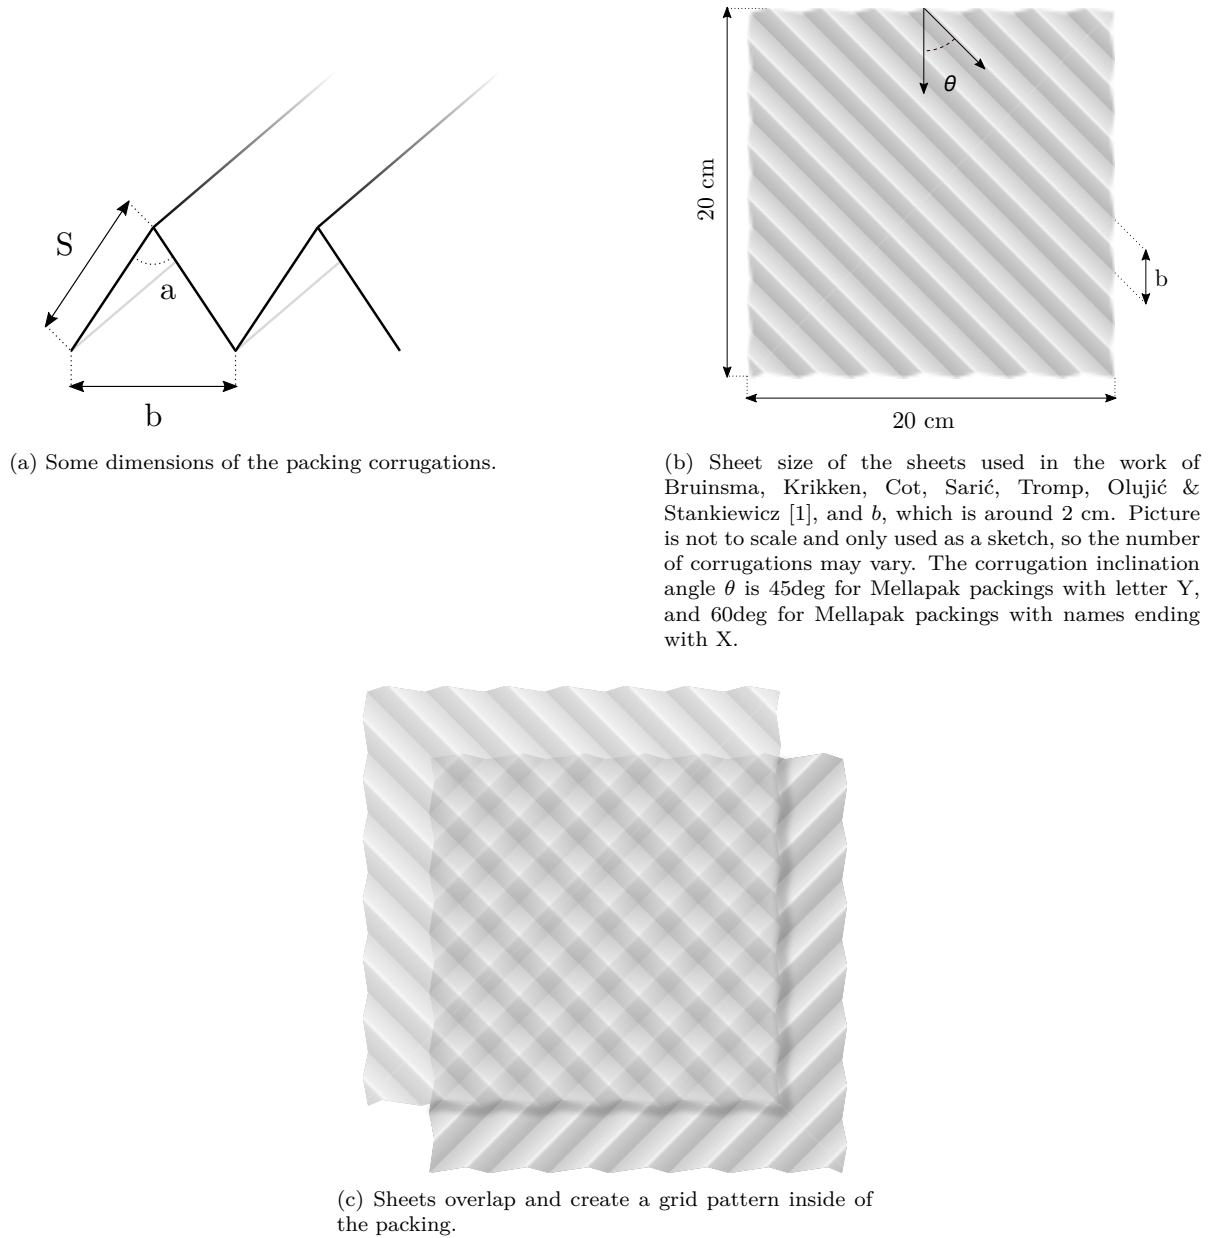 S
a
b
θ
20 cm
b
20 cm
(a) Some dimensions of the packing corrugations.
(b) Sheet size of the sheets used in the work of
Bruinsma, Krikken, Cot, Sarić, Tromp, Olujić &
Stankiewicz [1], and b, which is around 2 cm. Picture
is not to scale and only used as a sketch, so the number
of corrugations may vary. The corrugation inclination
angle θ is 45deg for Mellapak packings with letter Y,
and 60deg for Mellapak packings with names ending
with X.
(c) Sheets overlap and create a grid pattern inside of
the packing.